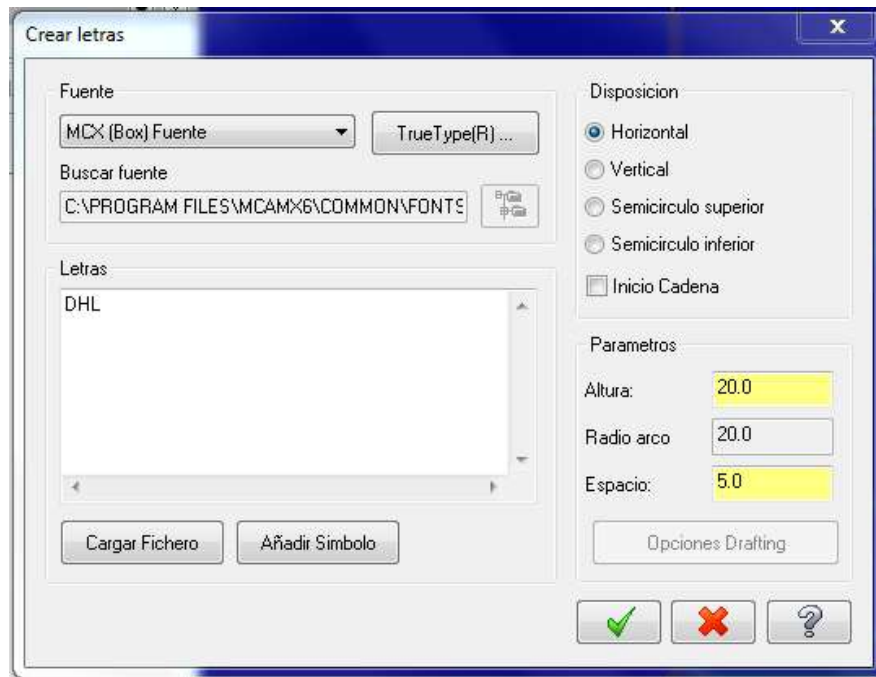 Crear letras
Fuente
MCX (Box) Fuente
TrueType(R) ...
Buscar fuente
C:\PROGRAM FILES\MCAMX6\COMMON\FONTS
Letras
DHL
Cargar Fichero
Añadir Simbolo
Disposicion
Horizontal
Vertical
Semicirculo superior
Semicirculo inferior
Inicio Cadena
Parametros
Altura: 20.0
Radio arco 20.0
Espacio: 5.0
Opciones Drafting